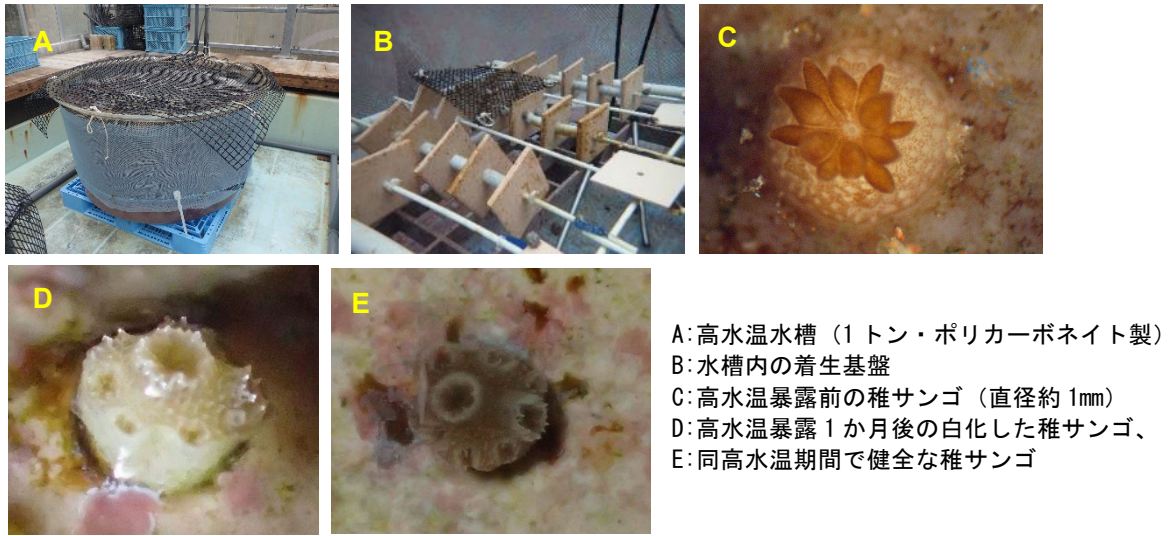 A
B
C
D
E
A:高水温水槽（1トン・ポリカーボネイト製）
B:水槽内の着生基盤
C:高水温暴露前の稚サンゴ（直径約1mm）
D:高水温暴露1か月後の白化した稚サンゴ、
E:同高水温期間で健全な稚サンゴ